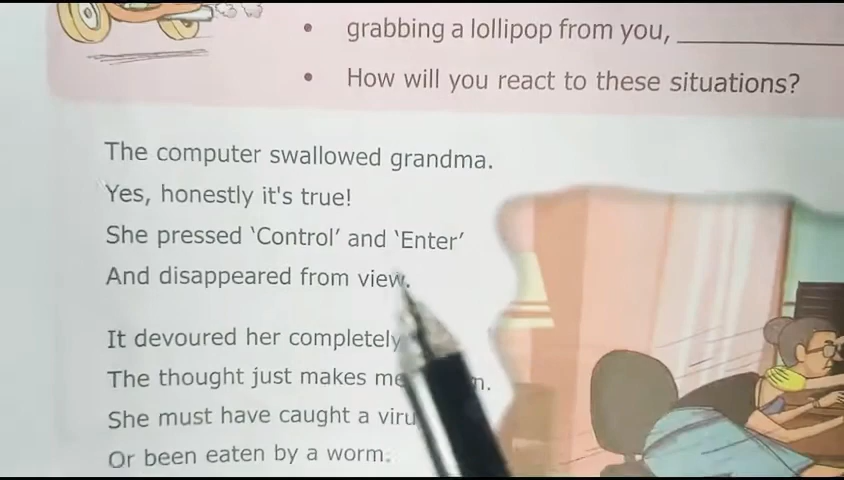 grabbing a lollipop from you,
How will you react to these situations?
The computer swallowed grandma.
Yes, honestly it's true!
She pressed 'Control' and 'Enter'
And disappeared from view.
It devoured her completely
The thought just makes me
She must have caught a
Or been eaten by a worm.